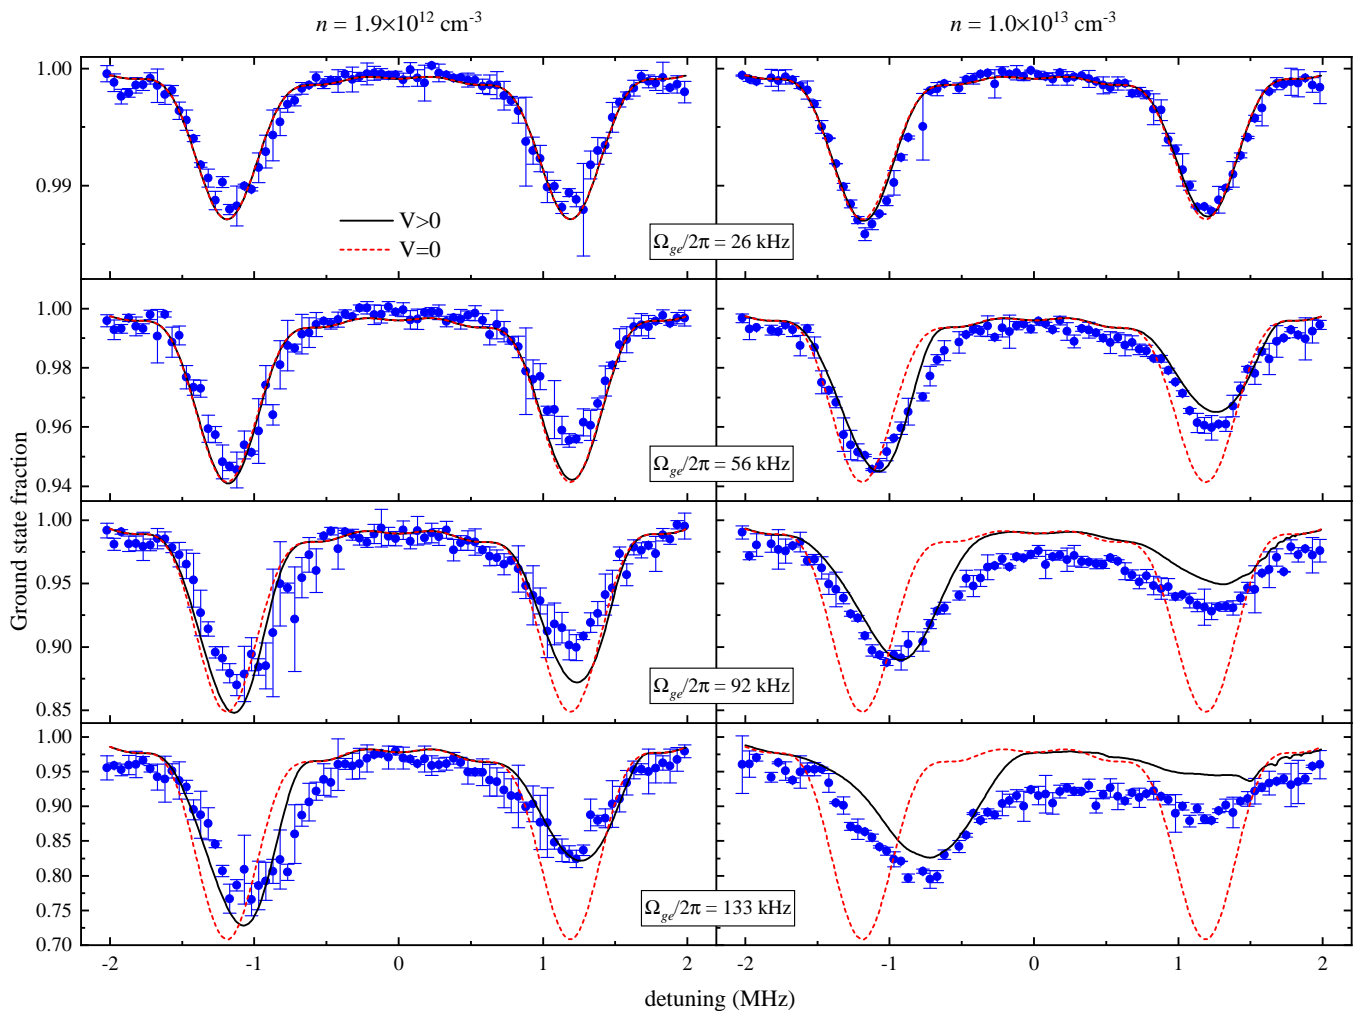 n = 1.9×10¹² cm⁻³
n = 1.0×10¹³ cm⁻³
1.00
0.99
V>0
V=0
Ω_ge/2π = 26 kHz
1.00
0.98
0.96
0.94
Ω_ge/2π = 56 kHz
Ground state fraction
1.00
0.95
0.90
0.85
Ω_ge/2π = 92 kHz
1.00
0.95
0.90
0.85
0.80
0.75
0.70
Ω_ge/2π = 133 kHz
-2 -1 0 1 2 -2 -1 0 1 2
detuning (MHz)